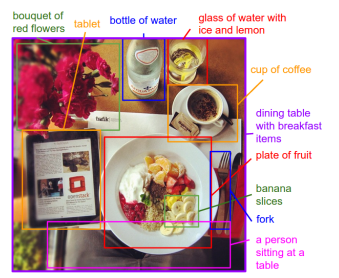 bouquet of
red flowers
tablet
bottle of water
glass of water with
ice and lemon
cup of coffee
dining table
with breakfast
items
plate of fruit
banana
slices
fork
a person
sitting at a
table